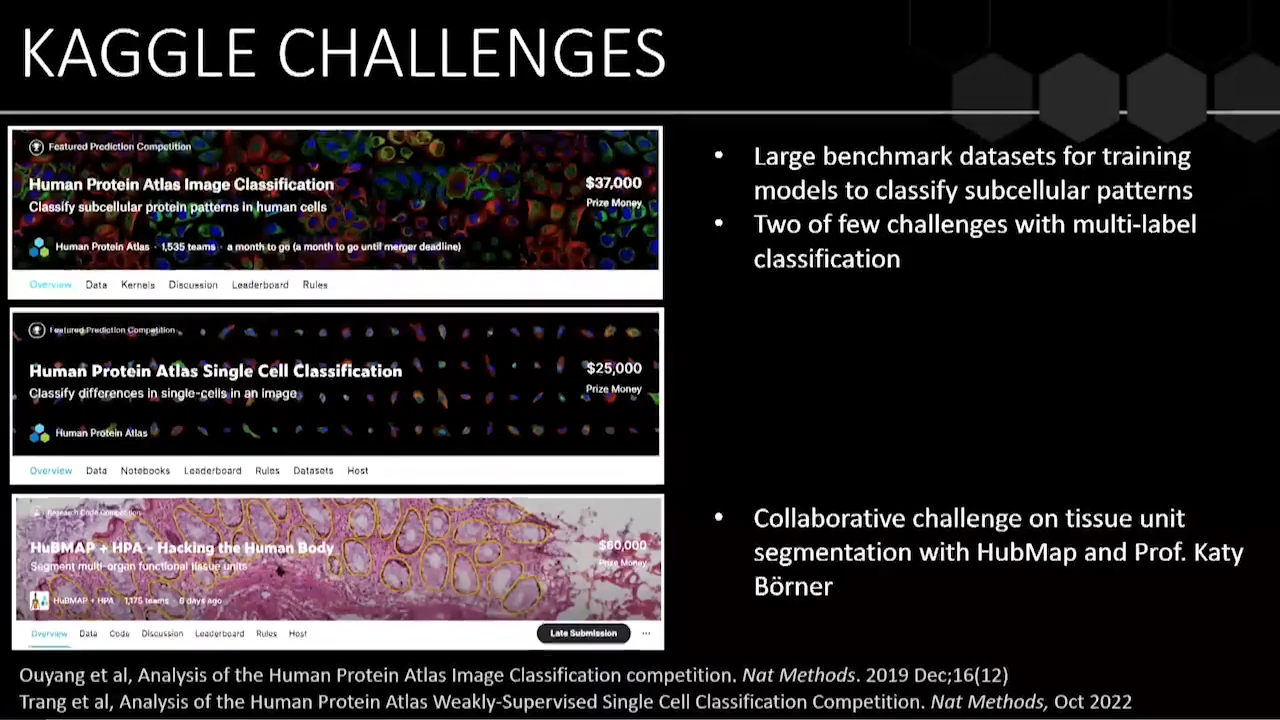 KAGGLE CHALLENGES
Featured Prediction Competition
Human Protein Atlas Image Classification
$37,000
Classify subcellular protein patterns in human cells
Prize Money
Human Protein Atlas · 1,535 teams · a month to go (a month to go until merger deadline)
Overview Data Kernels Discussion Leaderboard Rules
Featured Prediction Competition
Human Protein Atlas Single Cell Classification
$25,000
Classify differences in single-cells in an image
Prize Money
Human Protein Atlas
Overview Data Notebooks Leaderboard Rules Datasets Host
Research Code Competition
HuBMAP + HPA - Hacking the Human Body
$60,000
Segment multi-organ functional tissue units
Prize Money
HuBMAP + HPA · 1,175 teams · 6 days ago
Overview Data Code Discussion Leaderboard Rules Host
Late Submission ...
• Large benchmark datasets for training
models to classify subcellular patterns
• Two of few challenges with multi-label
classification
• Collaborative challenge on tissue unit
segmentation with HubMap and Prof. Katy
Börner
Ouyang et al, Analysis of the Human Protein Atlas Image Classification competition. Nat Methods. 2019 Dec;16(12)
Trang et al, Analysis of the Human Protein Atlas Weakly-Supervised Single Cell Classification Competition. Nat Methods, Oct 2022